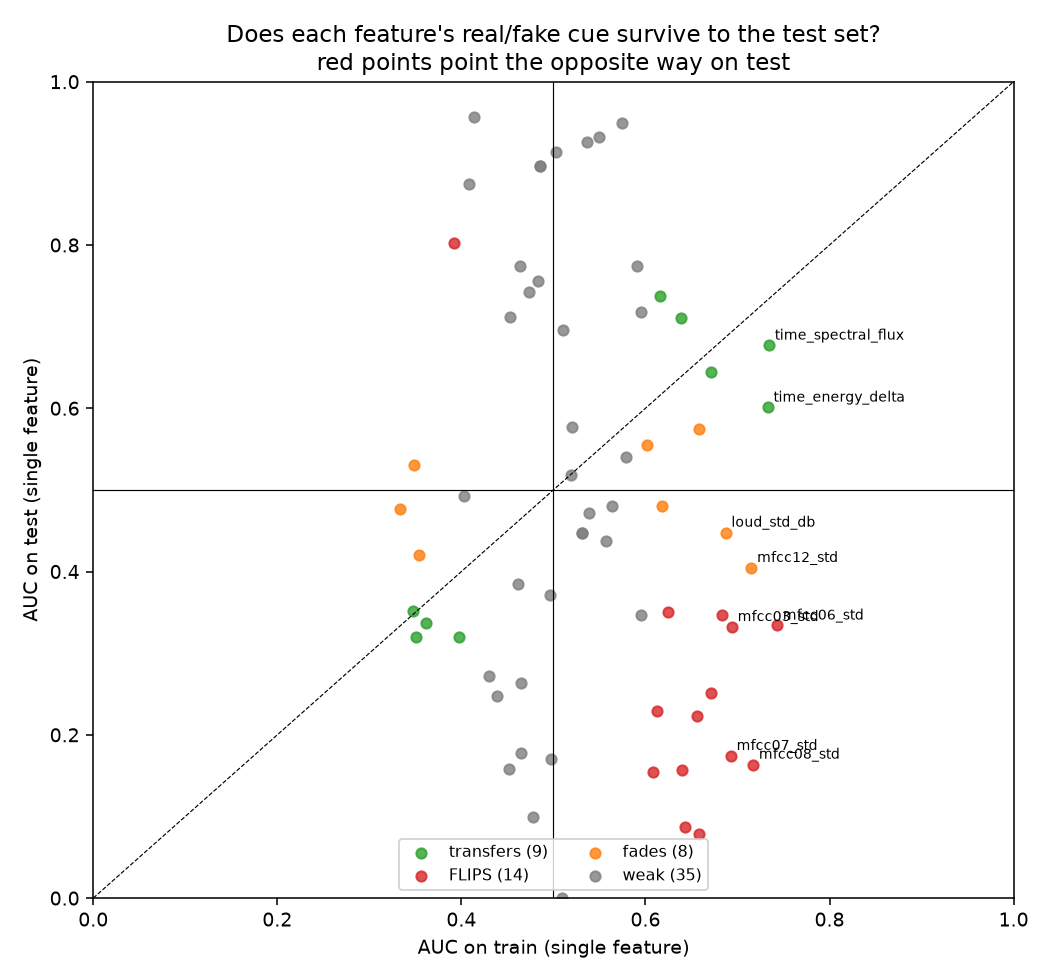 Does each feature's real/fake cue survive to the test set?
red points point the opposite way on test
1.0
0.8
0.6
0.4
0.2
0.0
AUC on test (single feature)
time_spectral_flux
time_energy_delta
loud_std_db
mfcc12_std
mfcc03_std
mfcc06_std
mfcc07_std
mfcc08_std
transfers (9)
FLIPS (14)
fades (8)
weak (35)
0.0
0.2
0.4
0.6
0.8
1.0
AUC on train (single feature)